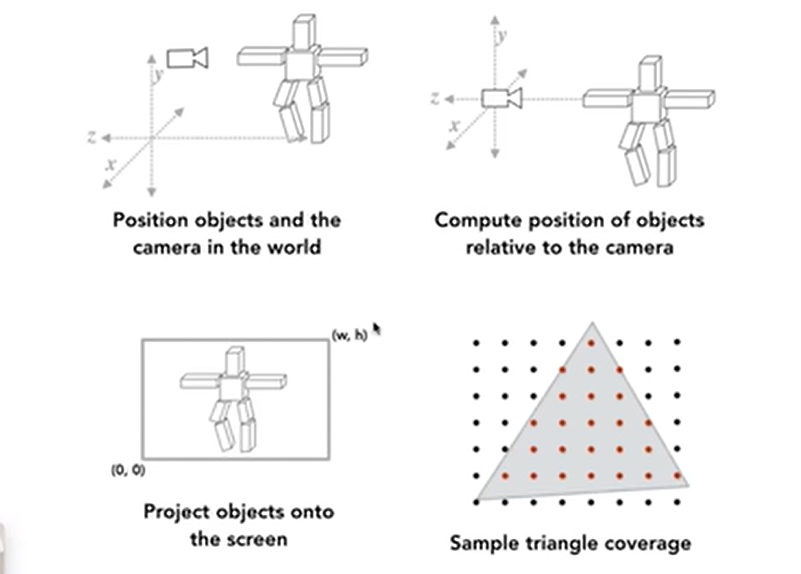 y
z
x
Position objects and the
camera in the world
y
z
x
Compute position of objects
relative to the camera
(w, h)
(0, 0)
Project objects onto
the screen
Sample triangle coverage